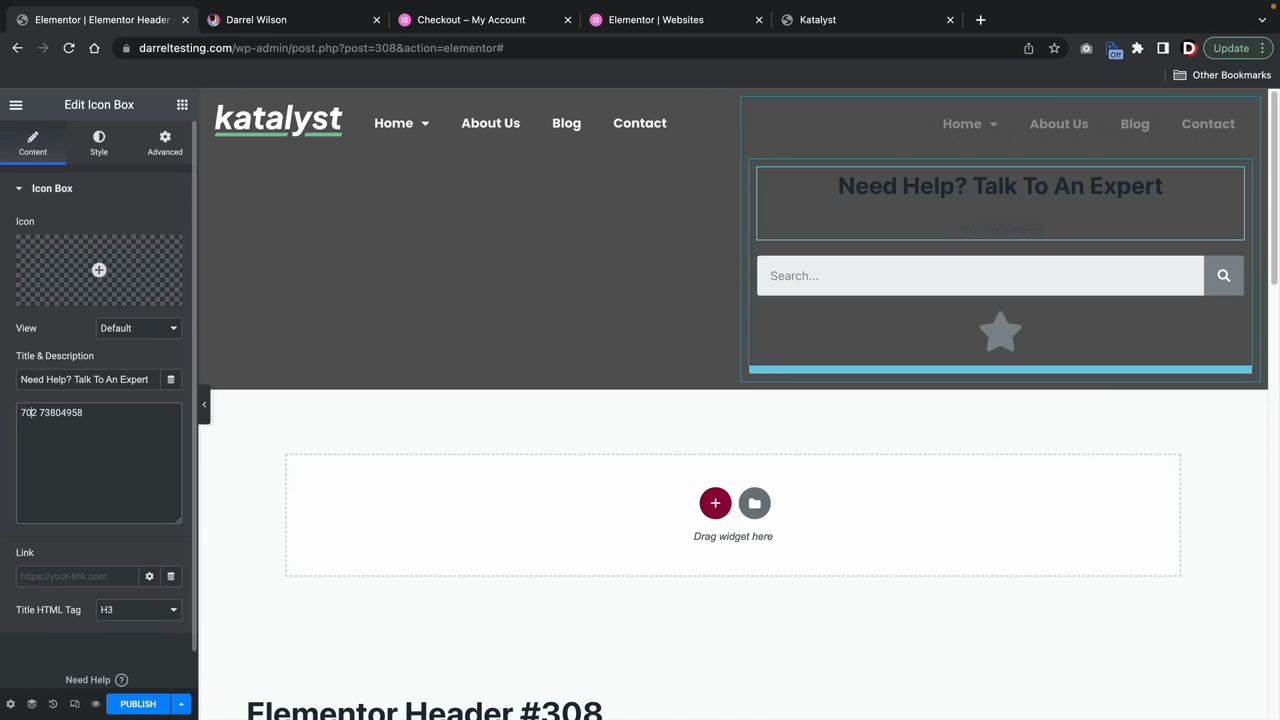 Elementor | Elementor Header
Darrel Wilson
Checkout – My Account
Elementor | Websites
Katalyst
darreltesting.com/wp-admin/post.php?post=308&action=elementor#
Off
D
Update
Other Bookmarks
Edit Icon Box
Content
Style
Advanced
Icon Box
Icon
View
Default
Title & Description
Need Help? Talk To An Expert
702 73804958
Link
https://your-link.com
Title HTML Tag
H3
Need Help
PUBLISH
katalyst
Home
About Us
Blog
Contact
Home
About Us
Blog
Contact
Need Help? Talk To An Expert
702 73804958
Search...
Drag widget here
Elementor Header #308